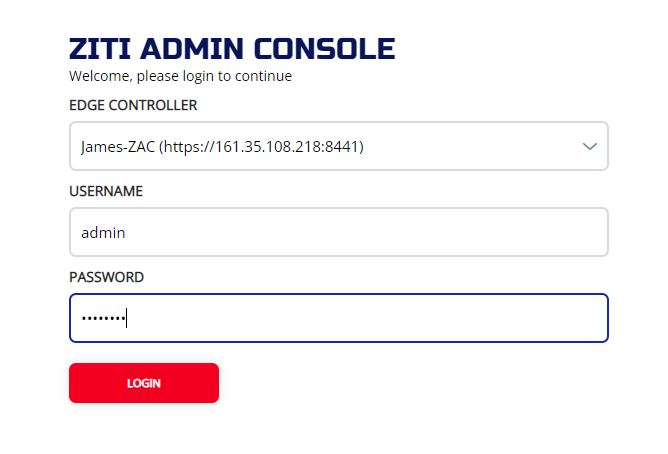 ZITI ADMIN CONSOLE
Welcome, please login to continue
EDGE CONTROLLER
James-ZAC (https://161.35.108.218:8441)
USERNAME
admin
PASSWORD
••••••••
LOGIN